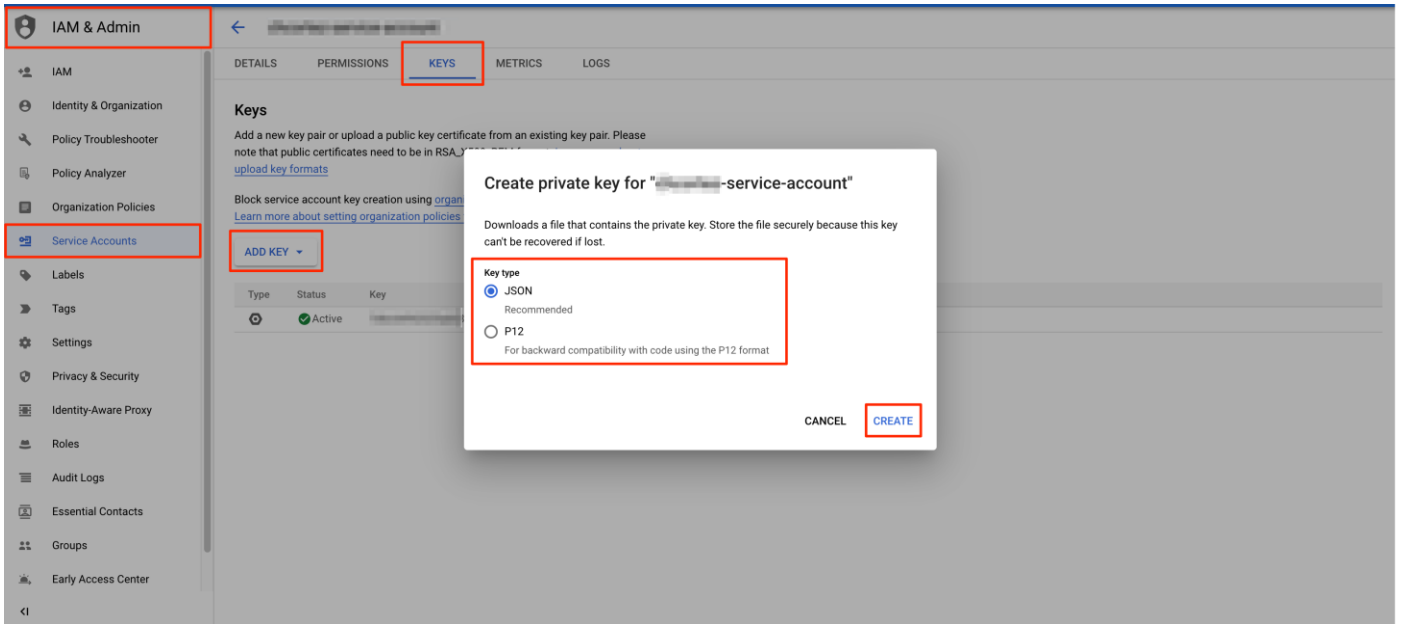 IAM & Admin
IAM
Identity & Organization
Policy Troubleshooter
Policy Analyzer
Organization Policies
Service Accounts
Labels
Tags
Settings
Privacy & Security
Identity-Aware Proxy
Roles
Audit Logs
Essential Contacts
Groups
Early Access Center
DETAILS PERMISSIONS KEYS METRICS LOGS
Keys
Add a new key pair or upload a public key certificate from an existing key pair. Please
note that public certificates need to be in
upload key formats
Block service account key creation using
Learn more about setting organization policies
ADD KEY
Type Status Key
Active
Create private key for "-service-account"
Downloads a file that contains the private key. Store the file securely because this key
can't be recovered if lost.
Key type
JSON
Recommended
P12
For backward compatibility with code using the P12 format
CANCEL CREATE